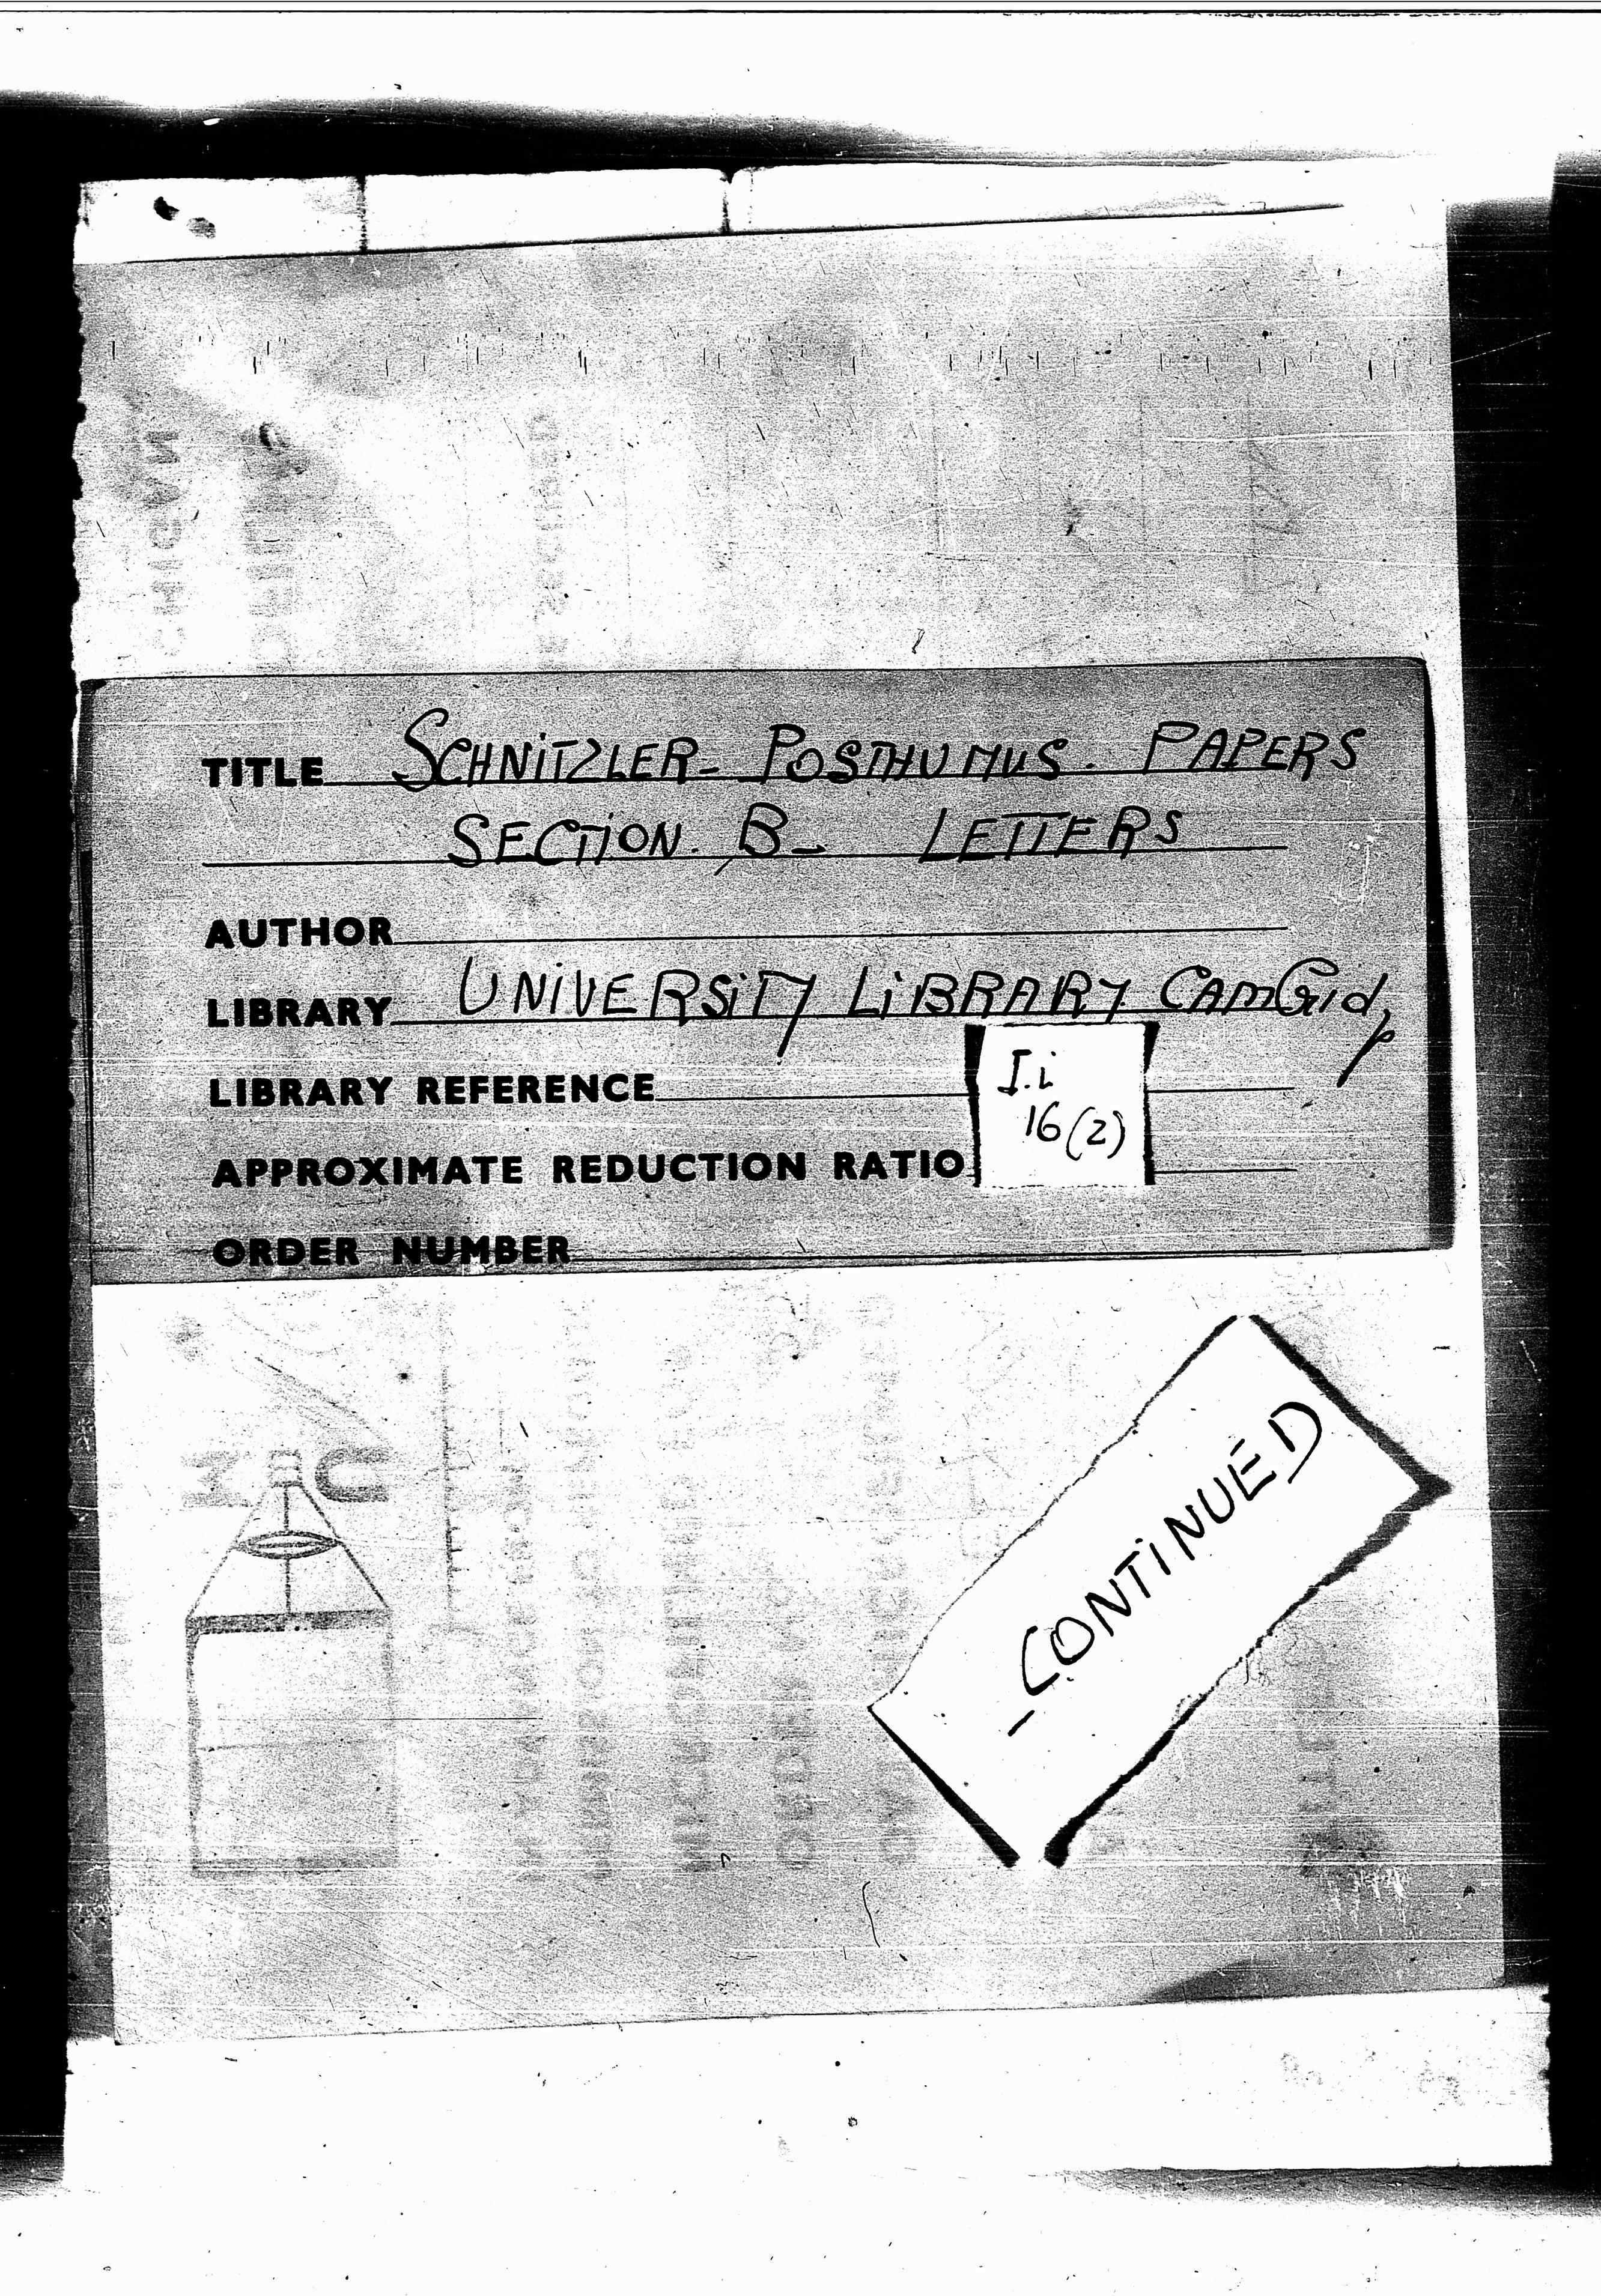 TITLE SCHNITZLER- POSTHUMUS. PAPERS
SECTION. B- LETTERS
AUTHOR
LIBRARY UNIVERSITY LIBRARY CAMGrid,
LIBRARY REFERENCE
I.i
16(2)
APPROXIMATE REDUCTION RATIO
ORDER NUMBER
-CONTINUED